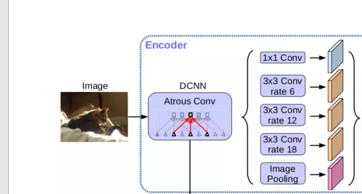 Encoder
Image
DCNN
Atrous Conv
1x1 Conv
3x3 Conv
rate 6
3x3 Conv
rate 12
3x3 Conv
rate 18
Image
Pooling